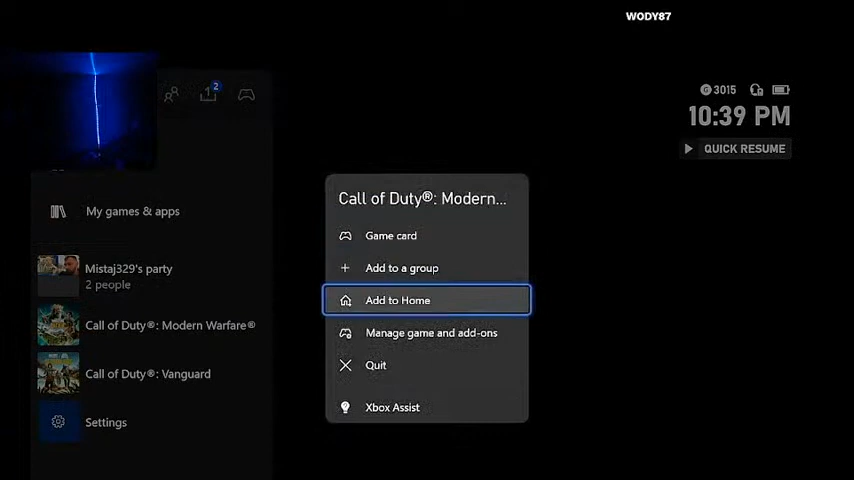 WODY87
2
G 3015
10:39 PM
QUICK RESUME
My games & apps
Mistaj329's party
2 people
Call of Duty®: Modern Warfare®
Call of Duty®: Vanguard
Settings
Call of Duty®: Modern...
Game card
Add to a group
Add to Home
Manage game and add-ons
Quit
Xbox Assist